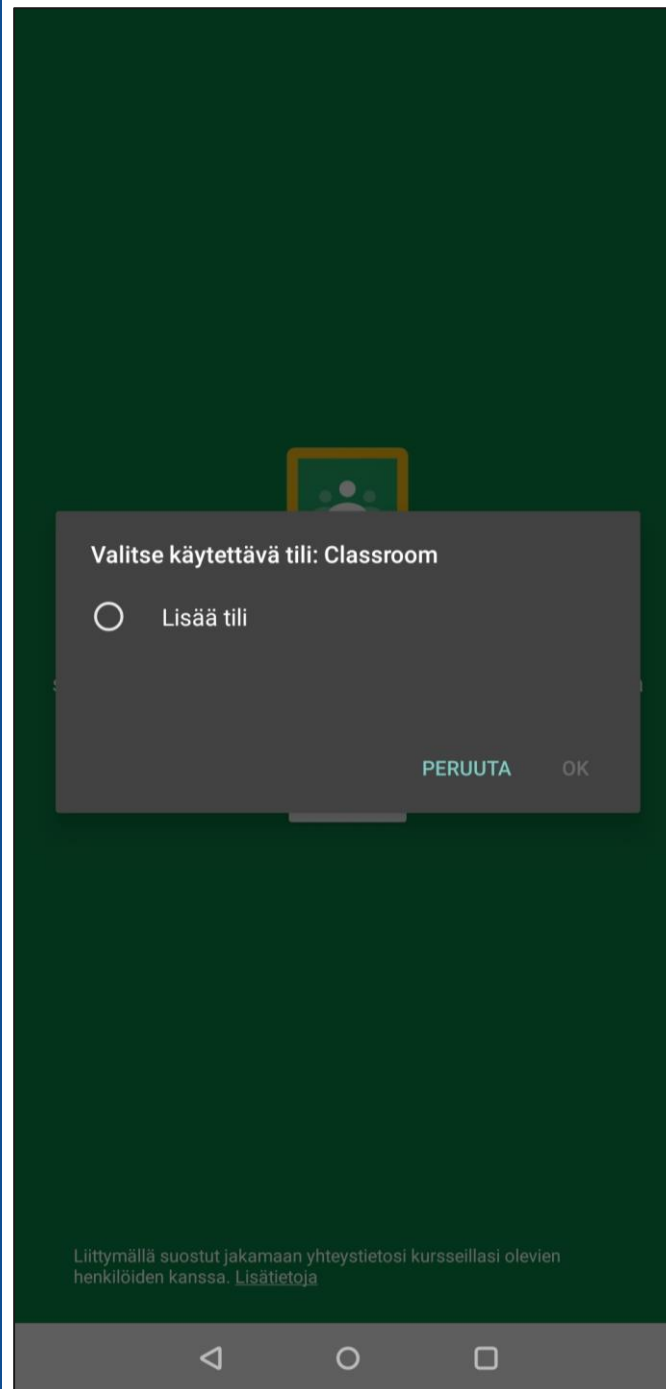 Valitse käytettävä tili: Classroom
Lisää tili
PERUUTA
OK
Liittymällä suostut jakamaan yhteystietosi kursseillasi olevien
henkilöiden kanssa. Lisätietoja